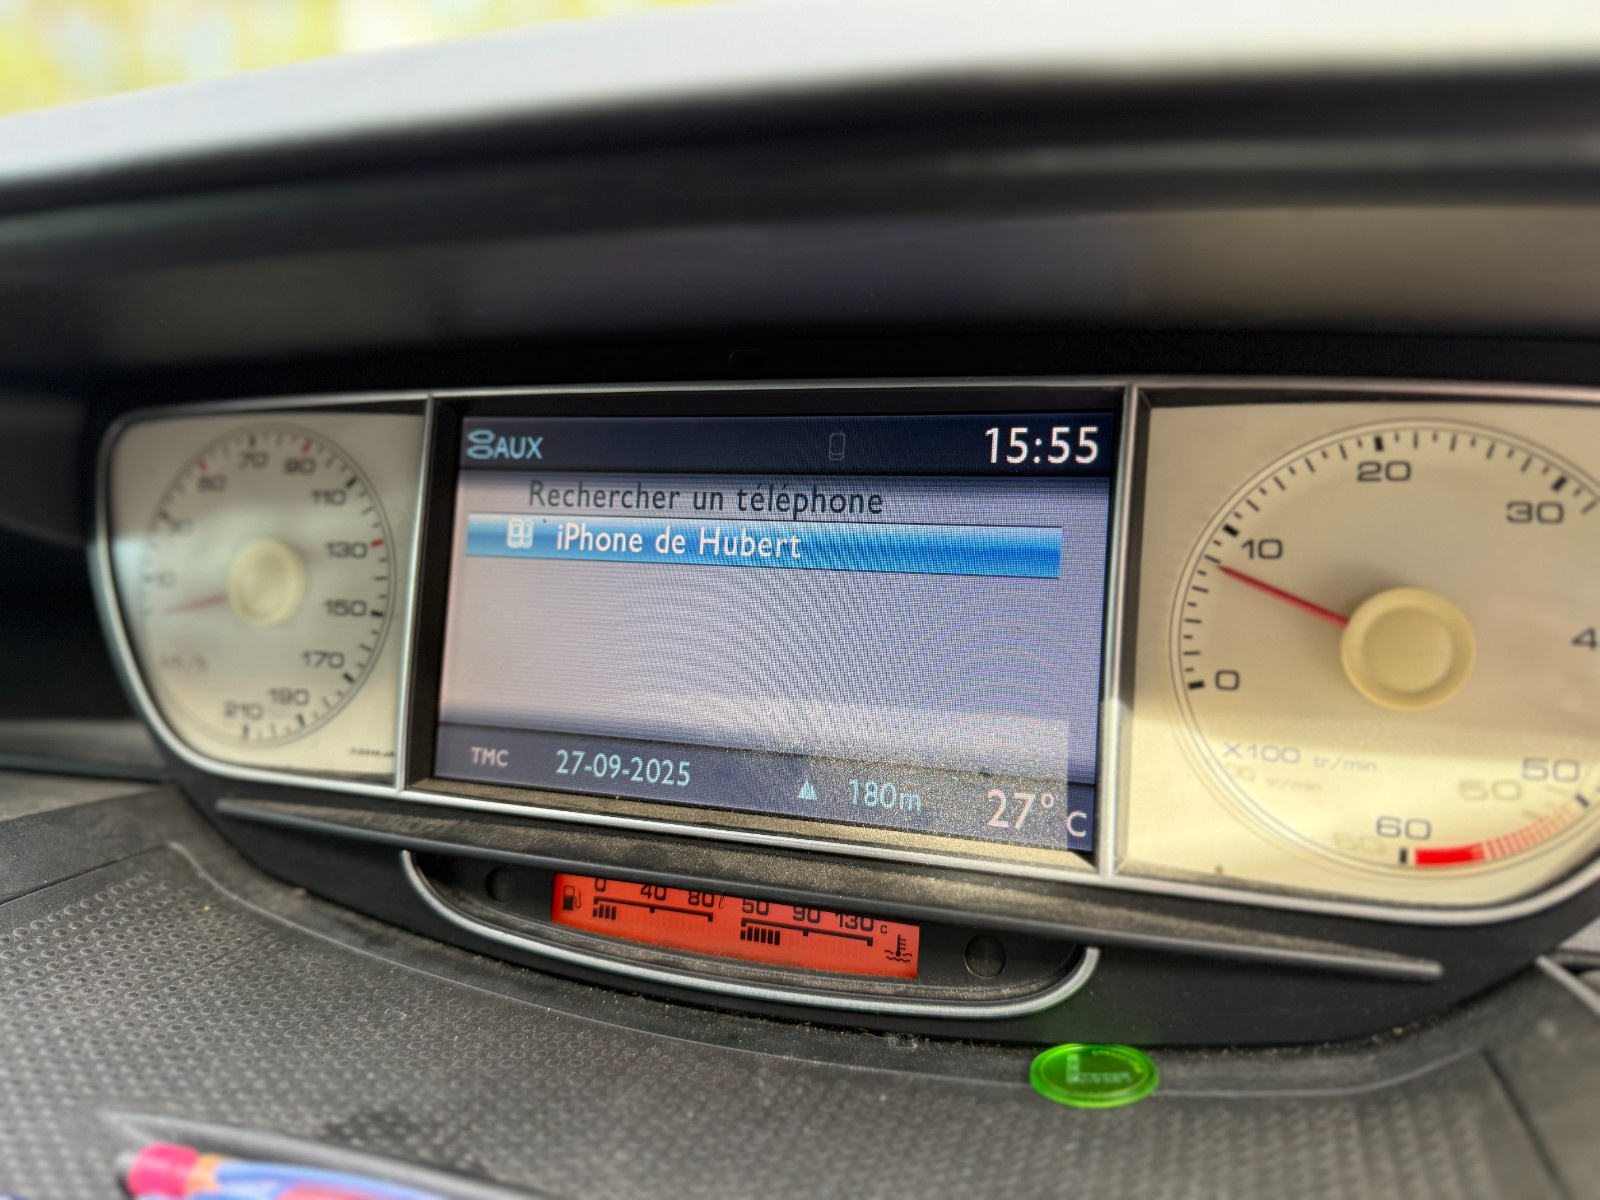 AUX
15:55
Rechercher un téléphone
iPhone de Hubert
TMC 27-09-2025 180m 27° C
70 90
110
130
150
170
190
210
0 10 20 30
X100 tr/min
50
60
0 40 80 l 50 90 130 c